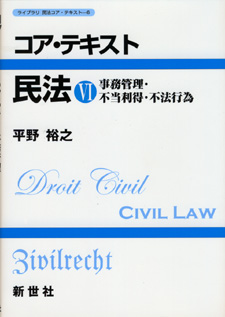 ライブラリ 民法コア・テキスト=6
コア・テキスト
民法 VI 事務管理・
不当利得・不法行為
平野 裕之
Droit Civil
CIVIL LAW
Zivilrecht
新世社